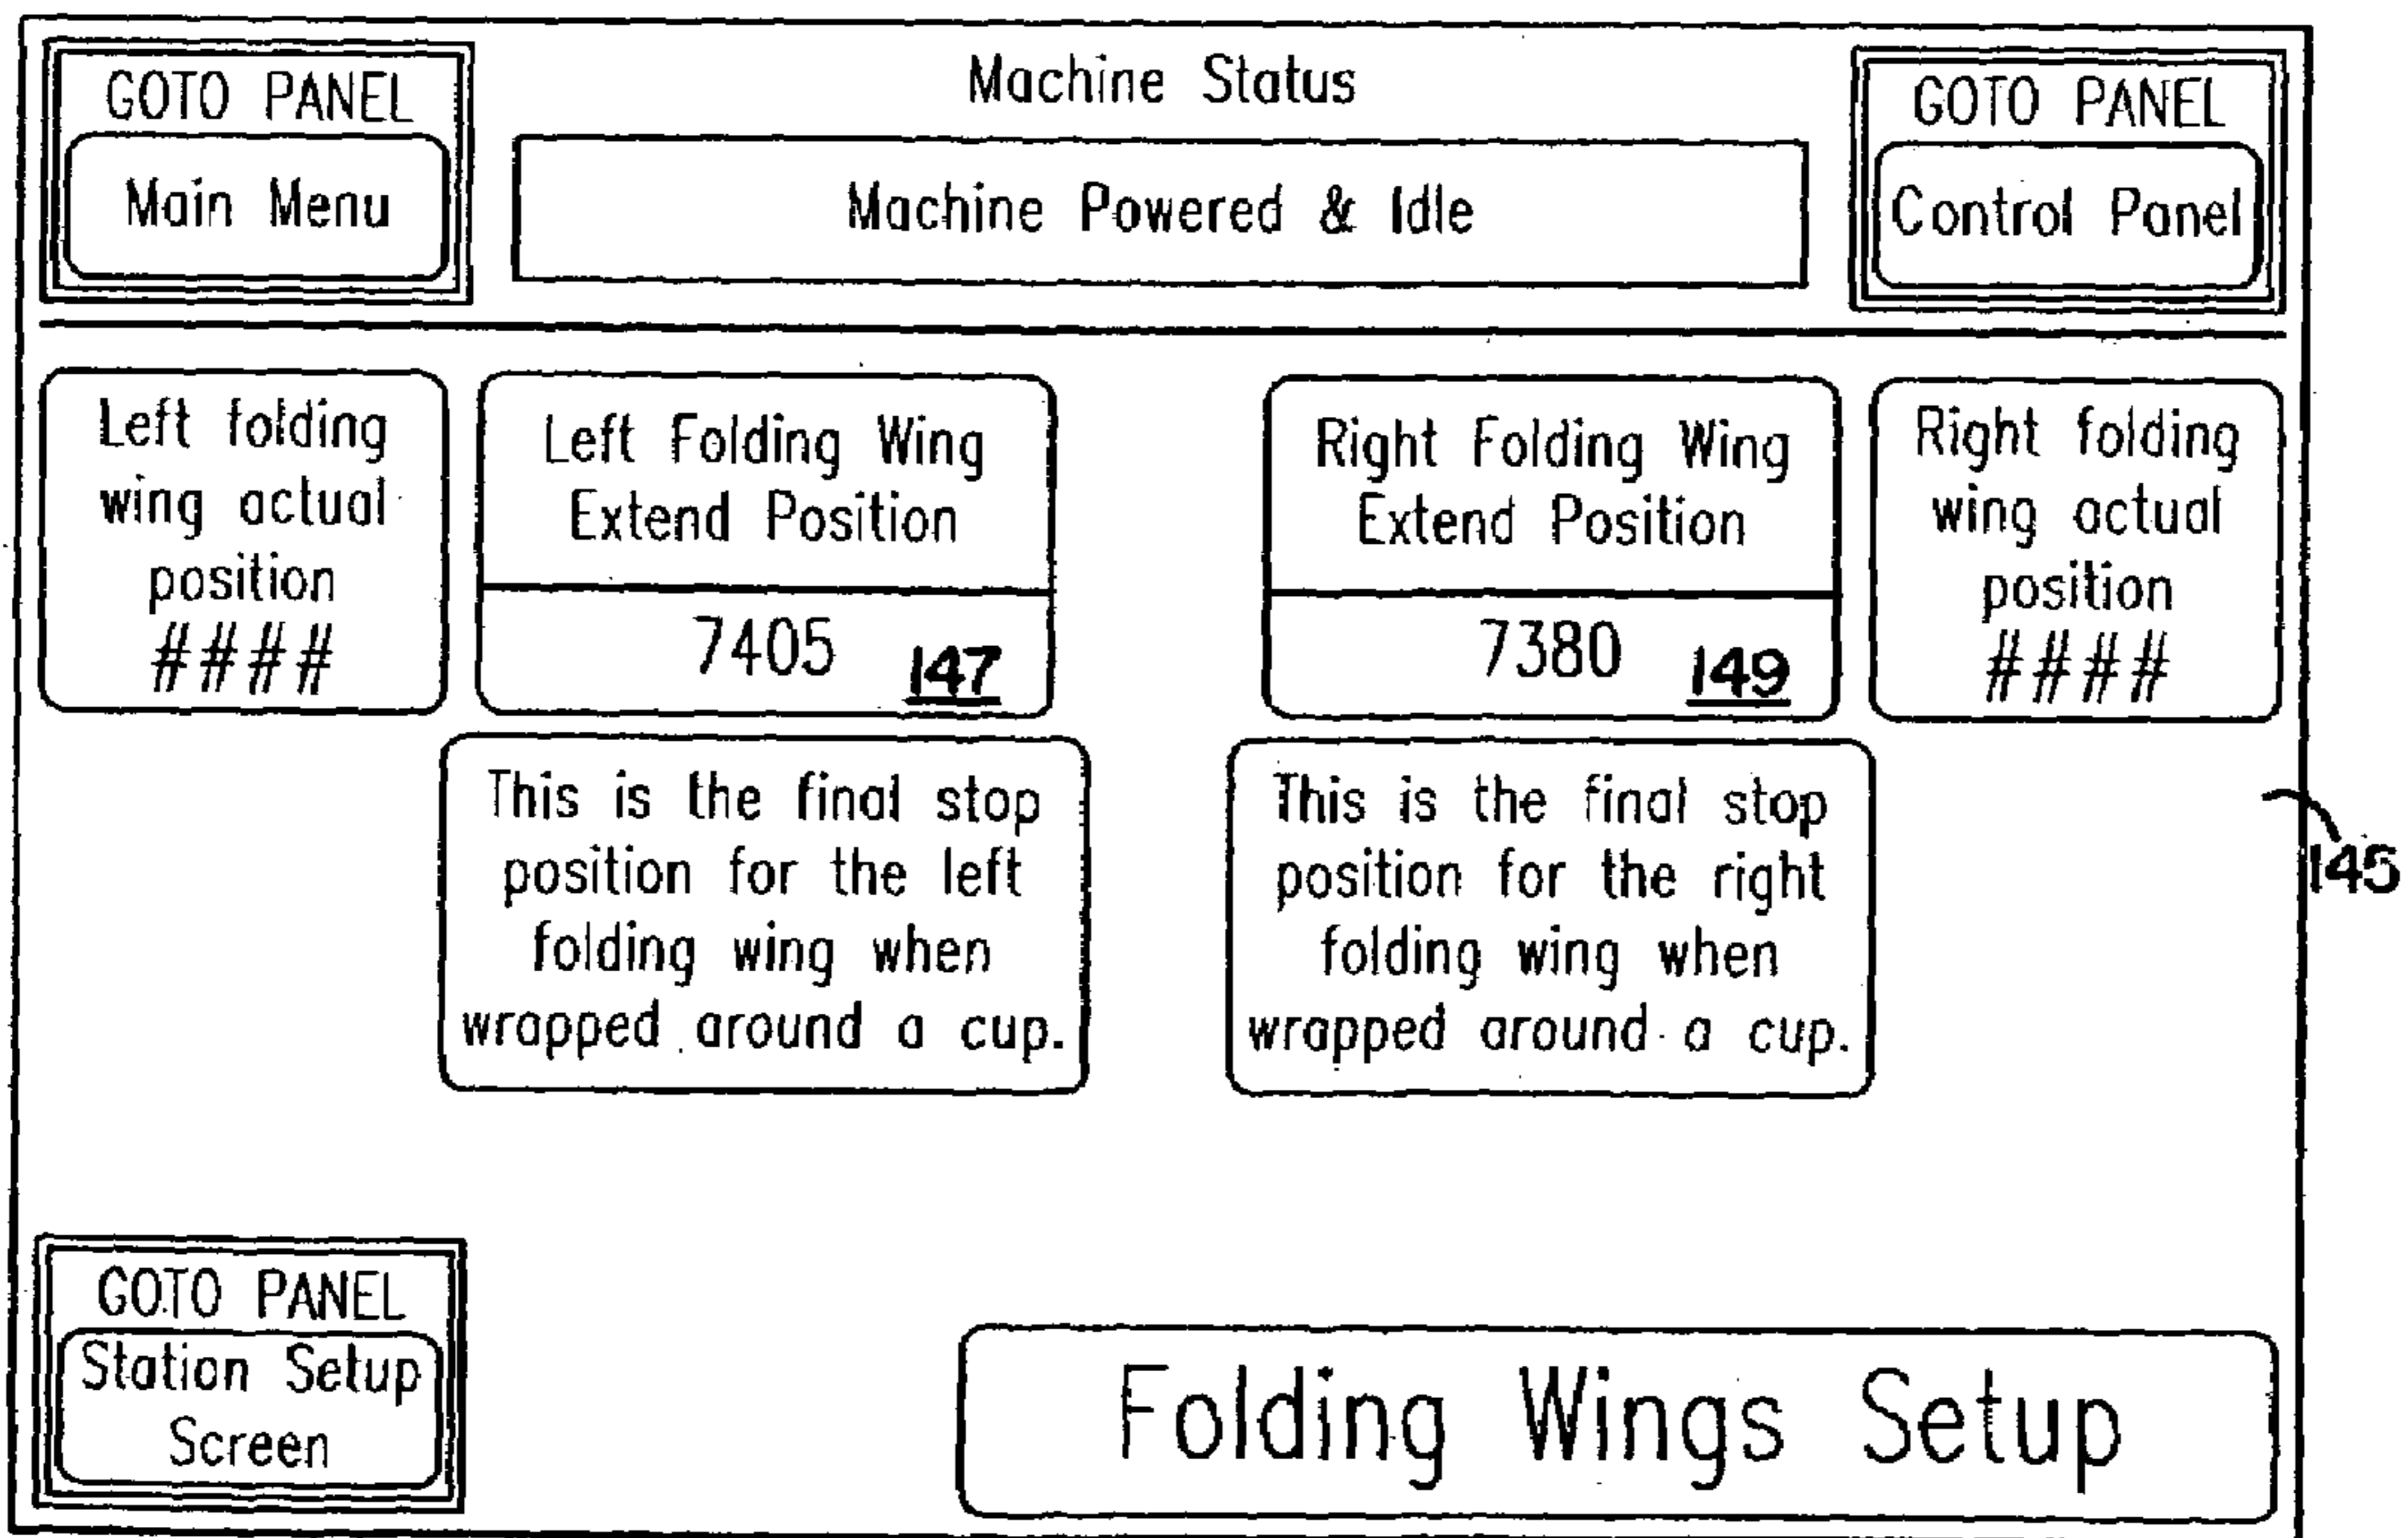 GOTO PANEL
Main Menu
Machine Status
Machine Powered & Idle
GOTO PANEL
Control Panel
Left folding
wing actual
position
####
Left Folding Wing
Extend Position
7405 147
Right Folding Wing
Extend Position
7380 149
Right folding
wing actual
position
####
This is the final stop
position for the left
folding wing when
wrapped around a cup.
This is the final stop
position for the right
folding wing when
wrapped around a cup.
145
GOTO PANEL
Station Setup
Screen
Folding Wings Setup